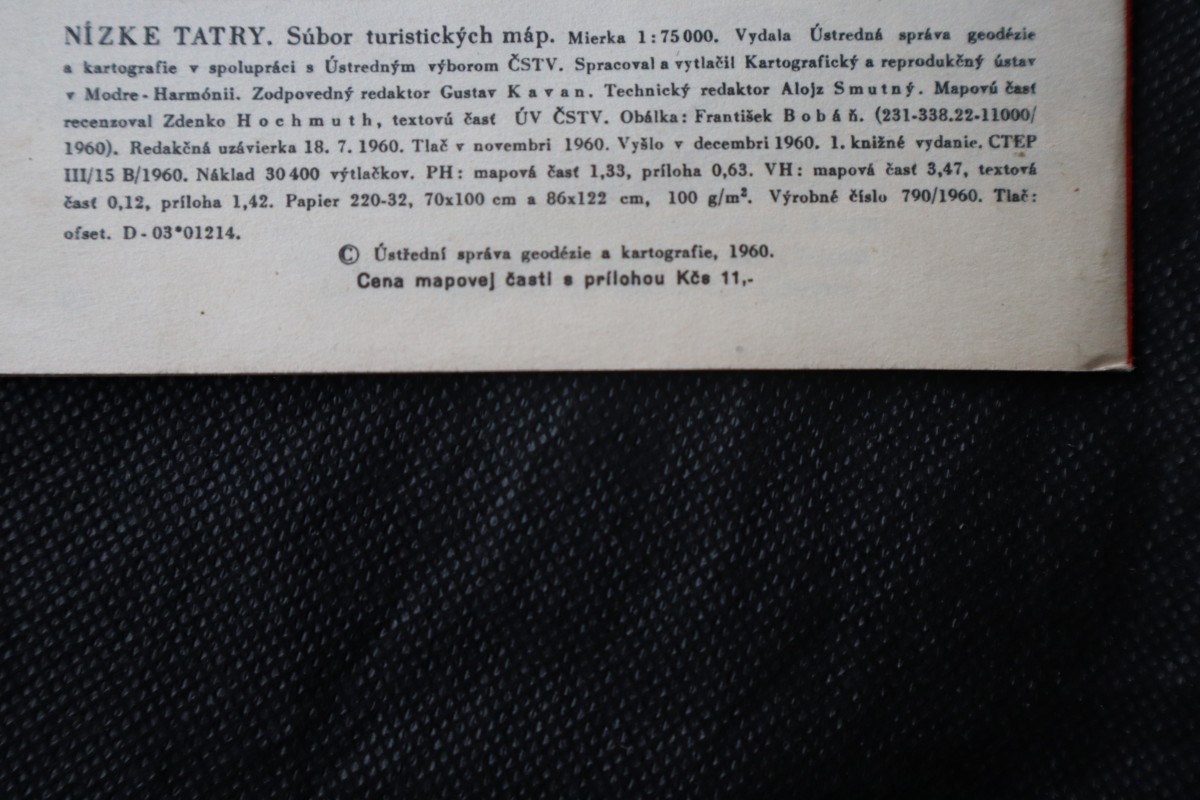 NÍZKE TATRY. Súbor turistických máp. Mierka 1:75 000. Vydala Ústredná správa geodézie
a kartografie v spolupráci s Ústredným výborom ČSTV. Spracoval a vytlačil Kartografický a reprodukčný ústav
v Modre-Harmónii. Zodpovedný redaktor Gustav Kavan. Technický redaktor Alojz Smutný. Mapovú časť
recenzoval Zdenko Hochmuth, textovú časť ÚV ČSTV. Obálka: František Bobáň. (231-338.22-11000/
1960). Redakčná uzávierka 18. 7. 1960. Tlač v novembri 1960. Vyšlo v decembri 1960. 1. knižné vydanie. CTEP
III/15 B/1960. Náklad 30 400 výtlačkov. PH: mapová časť 1,33, príloha 0,63. VH: mapová časť 3,47, textová
časť 0,12, príloha 1,42. Papier 220-32, 70x100 cm a 86x122 cm, 100 g/m². Výrobné číslo 790/1960. Tlač:
ofset. D-03*01214.
© Ústřední správa geodézie a kartografie, 1960.
Cena mapovej časti s prílohou Kčs 11,-